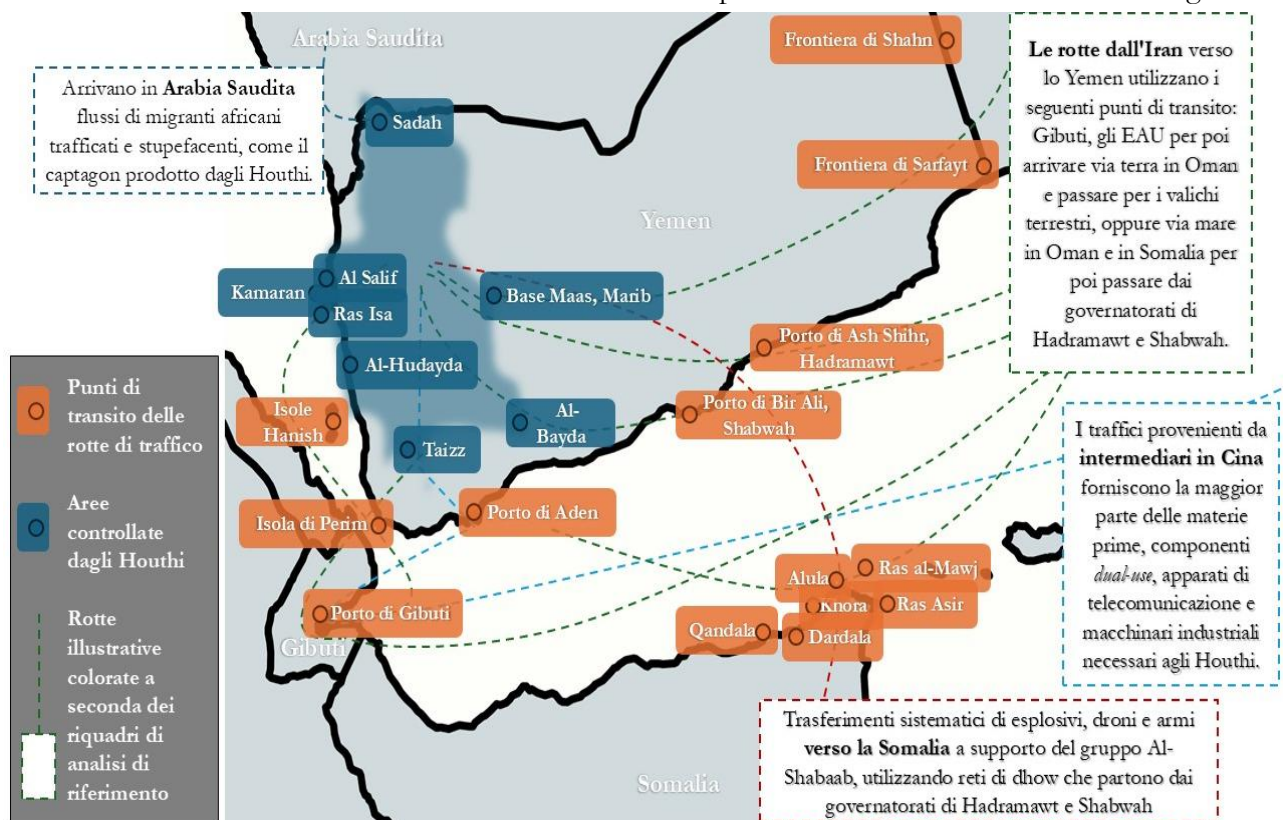 Arabia Saudita
Arrivano in Arabia Saudita
flussi di migranti africani
trafficati e stupefacenti, come il
captagon prodotto dagli Houthi.
Frontiera di Shahn
Sadah
Frontiera di Sarfayt
Yemen
Le rotte dall'Iran verso
lo Yemen utilizzano i
seguenti punti di transito:
Gibuti, gli EAU per poi
arrivare via terra in Oman
e passare per i valichi
terrestri, oppure via mare
in Oman e in Somalia per
poi passare dai
governatorati di
Hadramawt e Shabwah.
Al Salif
Kamaran
Ras Isa
Base Maas, Marib
Al-Hudayda
Porto di Ash Shihr,
Hadramawt
Isole
Hanish
Al-
Bayda
Porto di Bir Ali,
Shabwah
Taizz
Isola di Perim
Porto di Aden
Porto di Gibuti
Gibuti
Alula
Ras al-Mawj
Khora
Ras Asir
Qandala
Dardala
Somalia
Punti di
transito delle
rotte di traffico
Aree
controllate
dagli Houthi
Rotte
illustrative
colorate a
seconda dei
riquadri di
analisi di
riferimento
I traffici provenienti da
intermediari in Cina
forniscono la maggior
parte delle materie
prime, componenti
dual-use, apparati di
telecomunicazione e
macchinari industriali
necessari agli Houthi.
Trasferimenti sistematici di esplosivi, droni e armi
verso la Somalia a supporto del gruppo Al-
Shabaab, utilizzando reti di dhow che partono dai
governatorati di Hadramawt e Shabwah